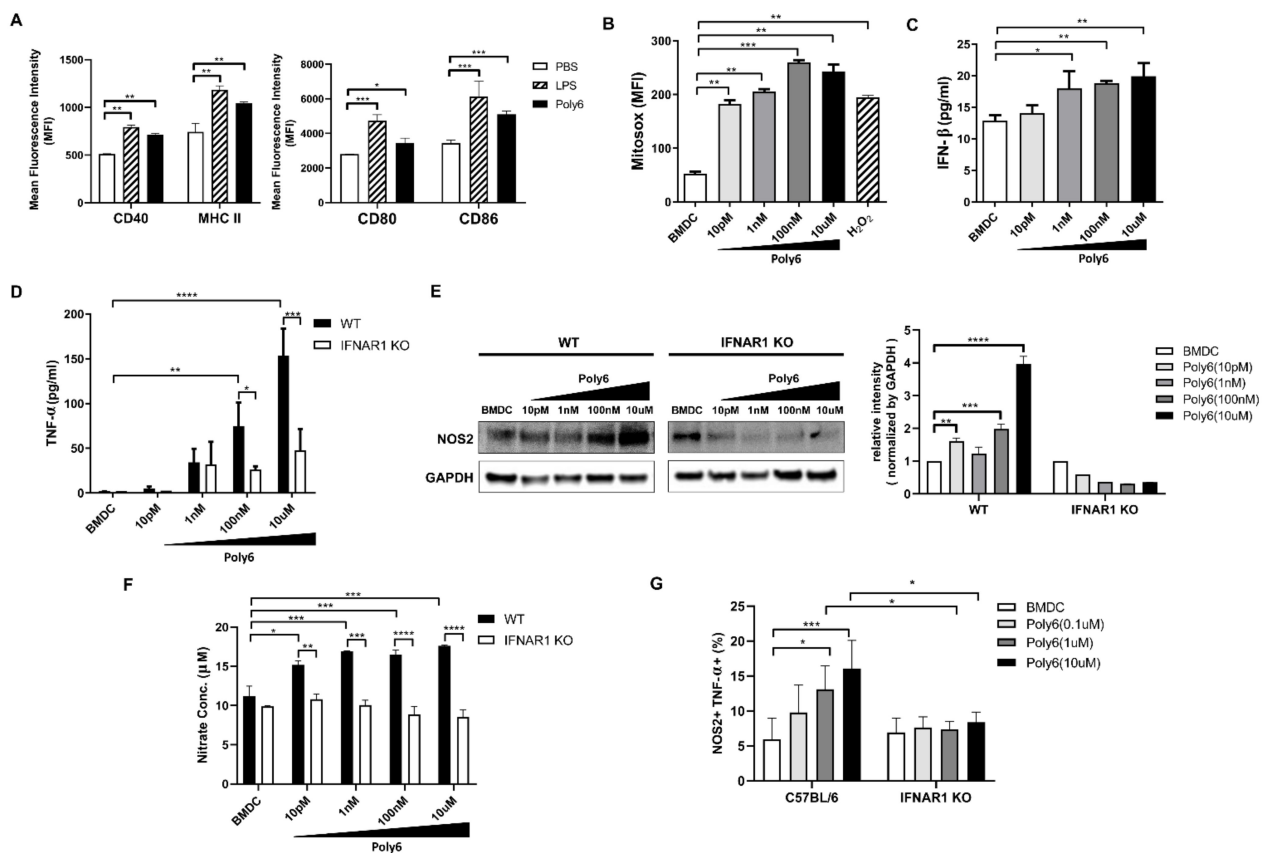 A
Mean Fluorescence Intensity
(MFI)
1500
1000
500
0
**
**
**
**
CD40
MHC II
Mean Fluorescence Intensity
(MFI)
8000
6000
4000
2000
0
***
*
***
***
CD80
CD86
PBS
LPS
Poly6
B
Mitosox (MFI)
300
200
100
0
**
**
***
**
**
BMDC
10pM
1nM
100nM
10uM
H₂O₂
Poly6
C
IFN-β (pg/ml)
25
20
15
10
5
0
**
**
*
BMDC
10pM
1nM
100nM
10uM
Poly6
D
TNF-α (pg/ml)
200
150
100
50
0
****
***
**
*
WT
IFNAR1 KO
BMDC
10pM
1nM
100nM
10uM
Poly6
E
WT
IFNAR1 KO
Poly6
Poly6
BMDC 10pM 1nM 100nM 10uM
BMDC 10pM 1nM 100nM 10uM
NOS2
GAPDH
relative intensity
( normalized by GAPDH)
5
4
3
2
1
0
****
***
**
WT
IFNAR1 KO
BMDC
Poly6(10pM)
Poly6(1nM)
Poly6(100nM)
Poly6(10uM)
F
Nitrate Conc. (μM)
20
15
10
5
0
***
***
***
*
**
***
****
****
WT
IFNAR1 KO
BMDC
10pM
1nM
100nM
10uM
Poly6
G
NOS2+ TNF-α+ (%)
25
20
15
10
5
0
*
*
***
*
C57BL/6
IFNAR1 KO
BMDC
Poly6(0.1uM)
Poly6(1uM)
Poly6(10uM)